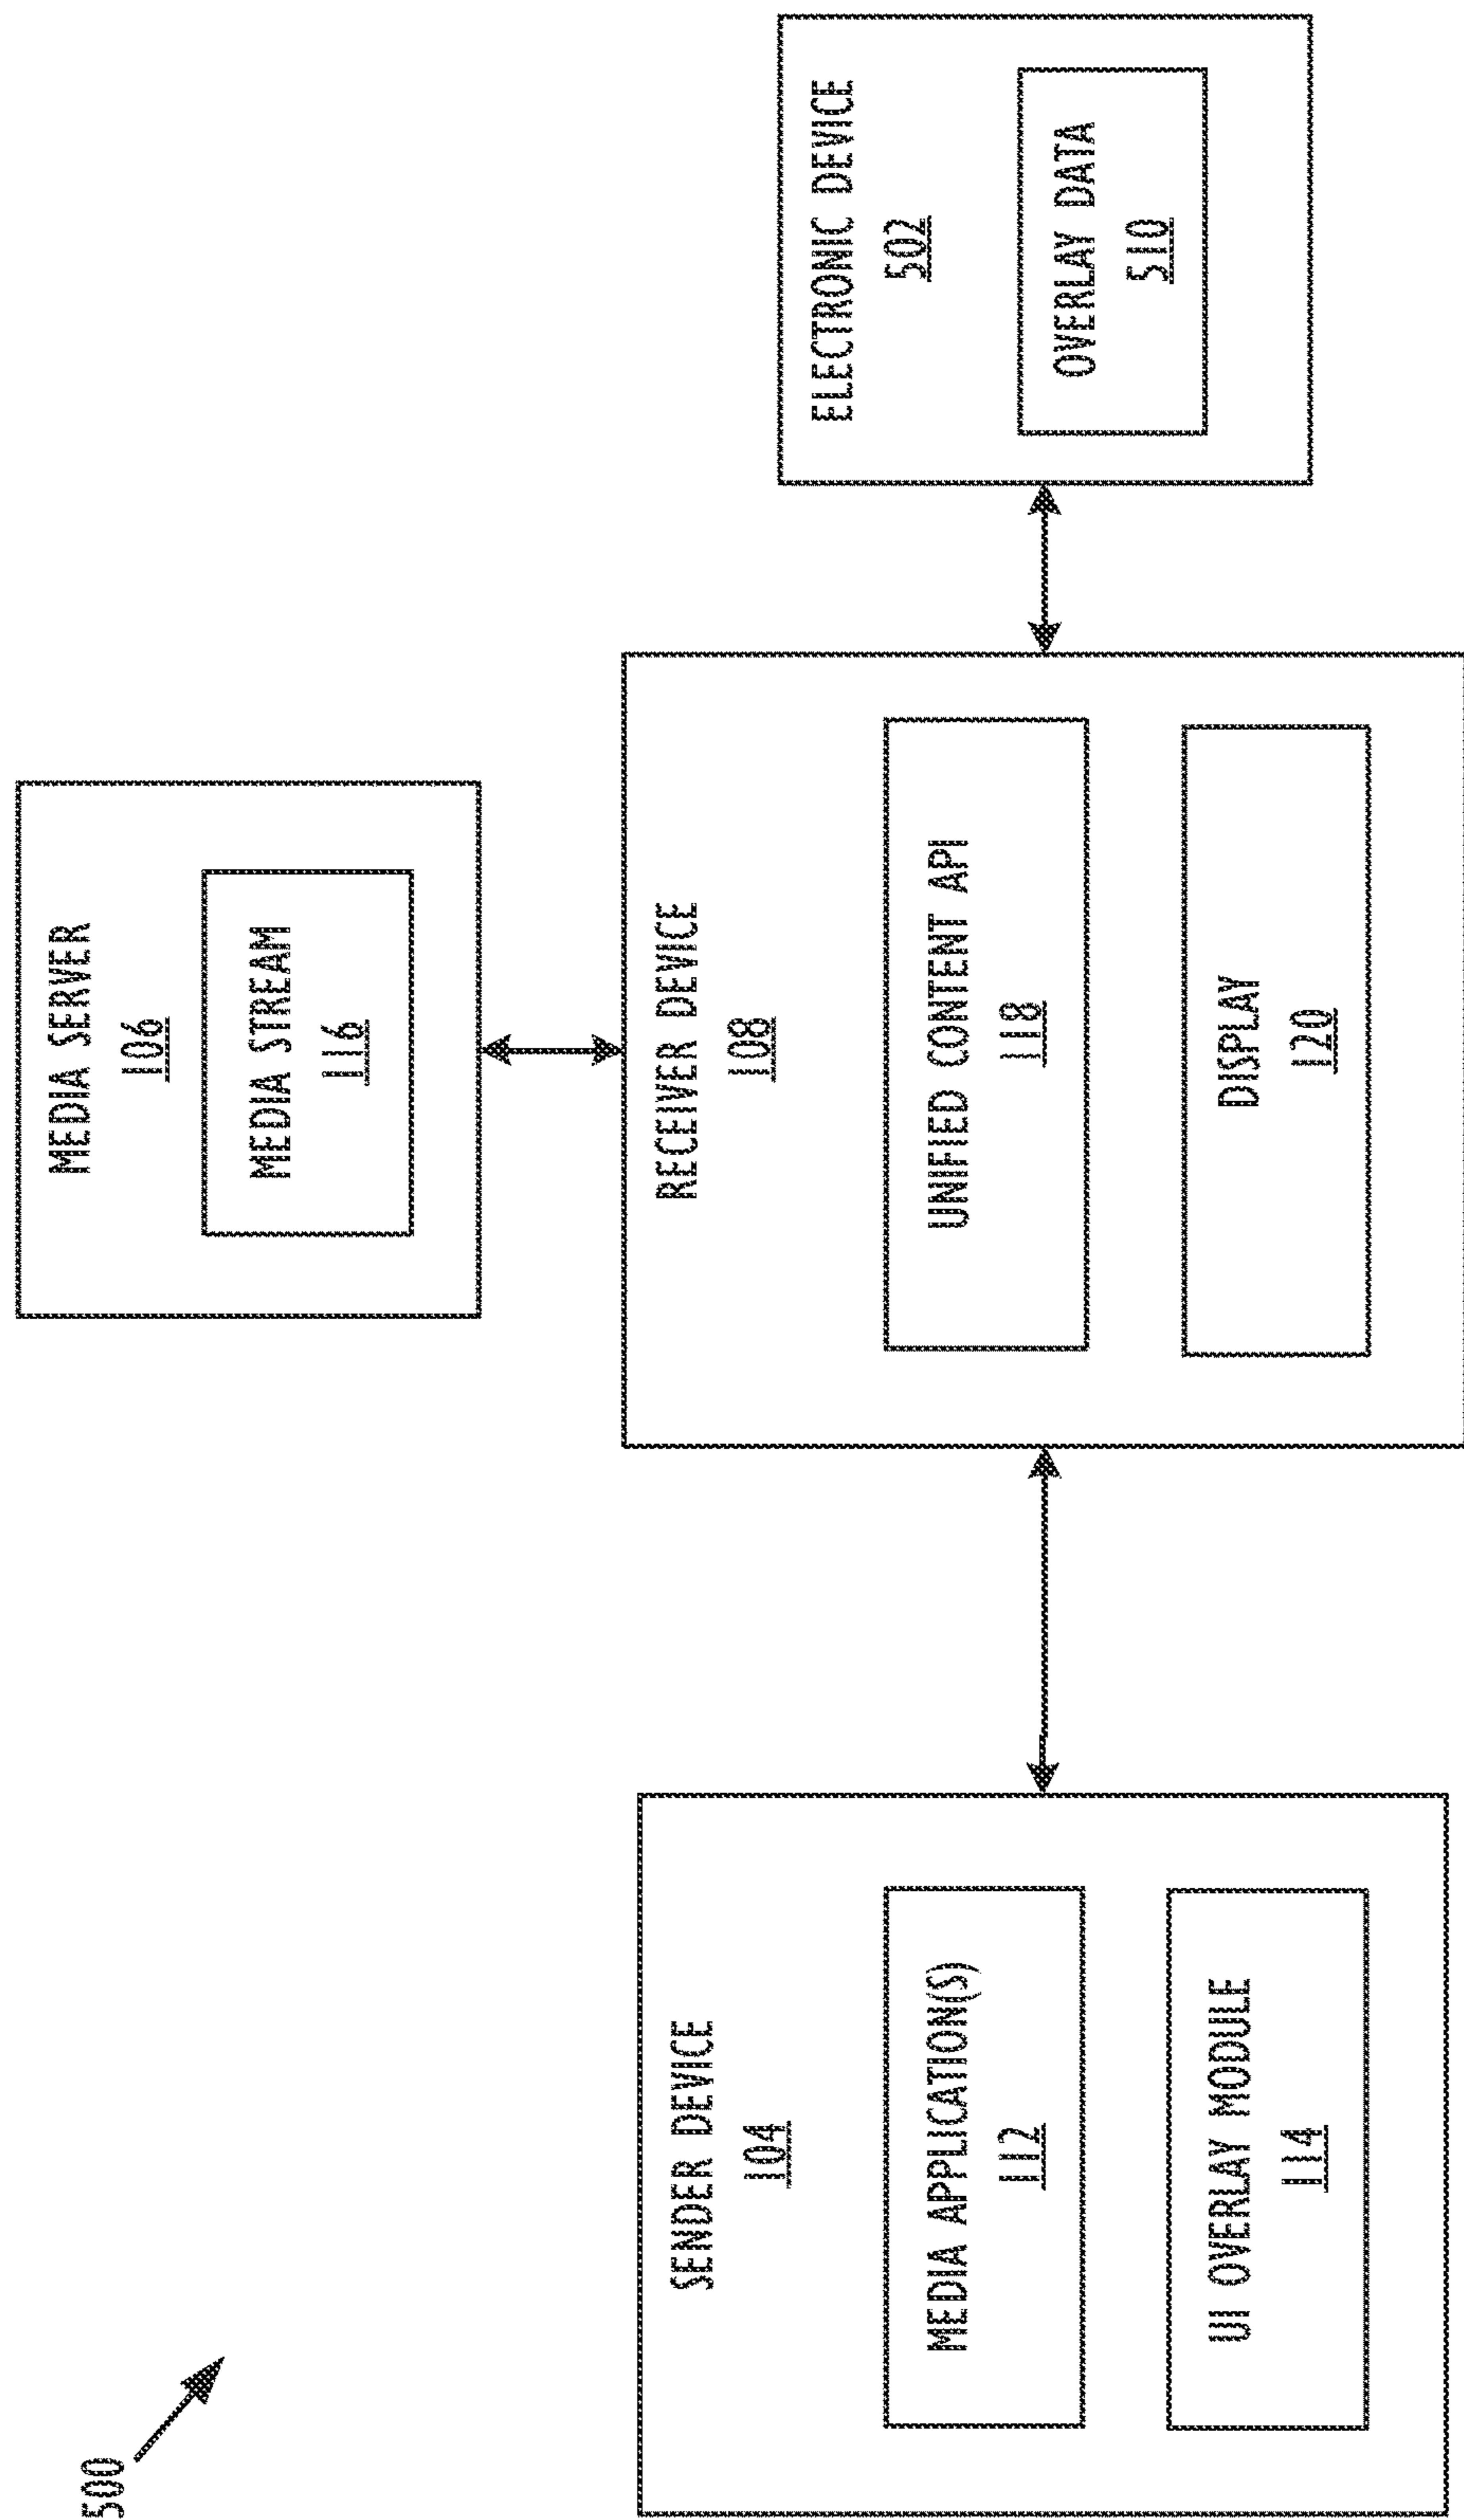 500
MEDIA SERVER
106
MEDIA STREAM
116
SENDER DEVICE
104
MEDIA APPLICATION(S)
112
UI OVERLAY MODULE
114
RECEIVER DEVICE
108
UNIFIED CONTENT API
118
DISPLAY
120
ELECTRONIC DEVICE
502
OVERLAY DATA
510